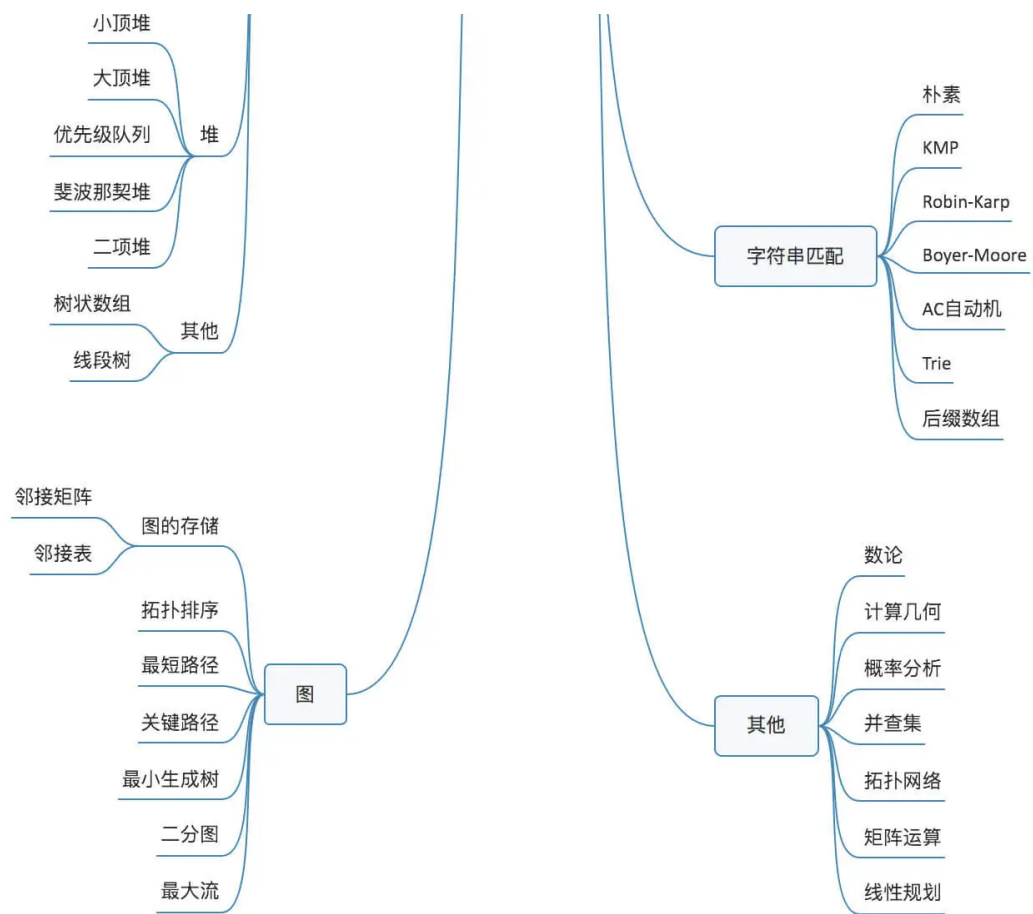 小顶堆
大顶堆
优先级队列
堆
斐波那契堆
二项堆
树状数组
其他
线段树
邻接矩阵
图的存储
邻接表
拓扑排序
最短路径
图
关键路径
最小生成树
二分图
最大流
朴素
KMP
Robin-Karp
字符串匹配
Boyer-Moore
AC自动机
Trie
后缀数组
数论
计算几何
概率分析
其他
并查集
拓扑网络
矩阵运算
线性规划